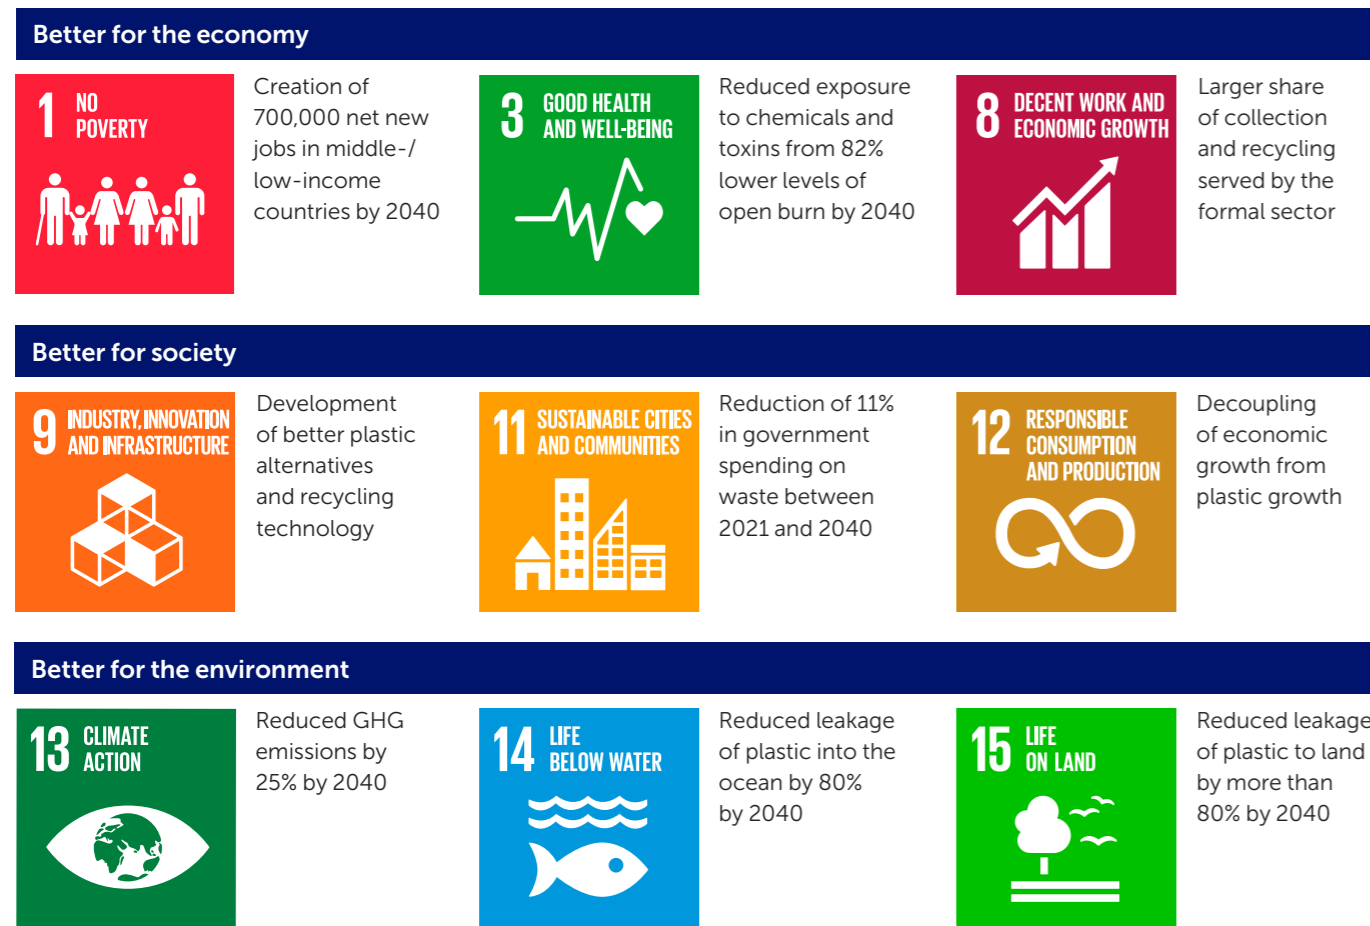 Better for the economy
1 NO
POVERTY
Creation of
700,000 net new
jobs in middle-/
low-income
countries by 2040
3 GOOD HEALTH
AND WELL-BEING
Reduced exposure
to chemicals and
toxins from 82%
lower levels of
open burn by 2040
8 DECENT WORK AND
ECONOMIC GROWTH
Larger share
of collection
and recycling
served by the
formal sector
Better for society
9 INDUSTRY, INNOVATION
AND INFRASTRUCTURE
Development
of better plastic
alternatives
and recycling
technology
11 SUSTAINABLE CITIES
AND COMMUNITIES
Reduction of 11%
in government
spending on
waste between
2021 and 2040
12 RESPONSIBLE
CONSUMPTION
AND PRODUCTION
Decoupling
of economic
growth from
plastic growth
Better for the environment
13 CLIMATE
ACTION
Reduced GHG
emissions by
25% by 2040
14 LIFE
BELOW WATER
Reduced leakage
of plastic into the
ocean by 80%
by 2040
15 LIFE
ON LAND
Reduced leakage
of plastic to land
by more than
80% by 2040